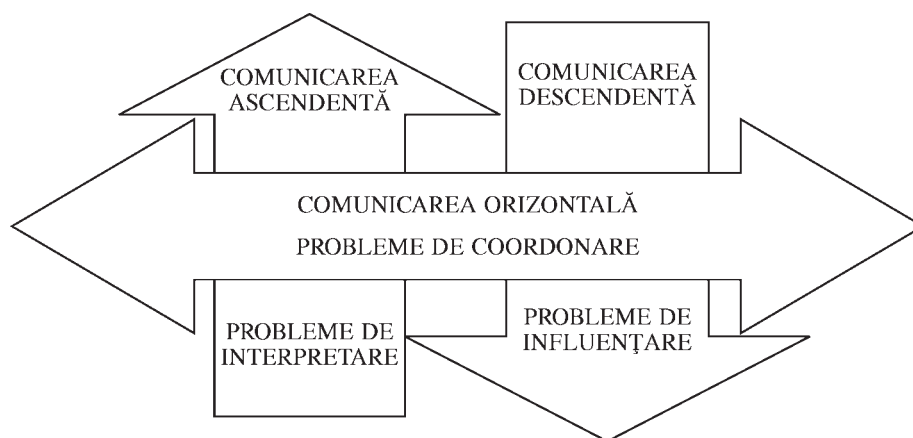 COMUNICAREA
ASCENDENTĂ
COMUNICAREA
DESCENDENTĂ
COMUNICAREA ORIZONTALĂ
PROBLEME DE COORDONARE
PROBLEME DE
INTERPRETARE
PROBLEME DE
INFLUENŢARE